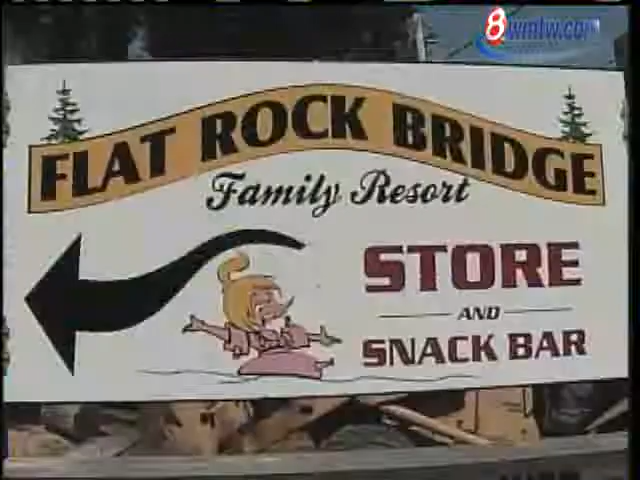 8 wmtw.com
FLAT ROCK BRIDGE
Family Resort
STORE
AND
SNACK BAR